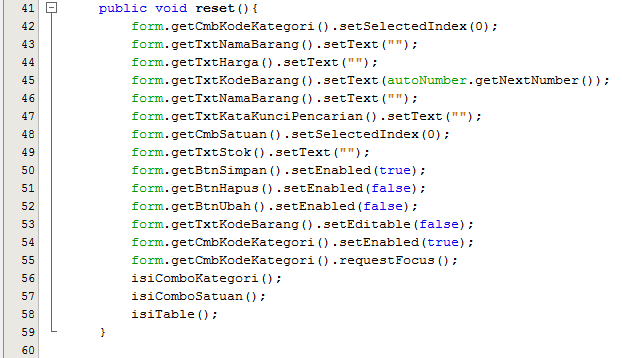 41 public void reset(){
42 form.getCmbKodeKategori().setSelectedIndex(0);
43 form.getTxtNamaBarang().setText("");
44 form.getTxtHarga().setText("");
45 form.getTxtKodeBarang().setText(autoNumber.getNextNumber());
46 form.getTxtNamaBarang().setText("");
47 form.getTxtKataKunciPencarian().setText("");
48 form.getCmbSatuan().setSelectedIndex(0);
49 form.getTxtStok().setText("");
50 form.getBtnSimpan().setEnabled(true);
51 form.getBtnHapus().setEnabled(false);
52 form.getBtnUbah().setEnabled(false);
53 form.getTxtKodeBarang().setEditable(false);
54 form.getCmbKodeKategori().setEnabled(true);
55 form.getCmbKodeKategori().requestFocus();
56 isiComboKategori();
57 isiComboSatuan();
58 isiTable();
59 }
60